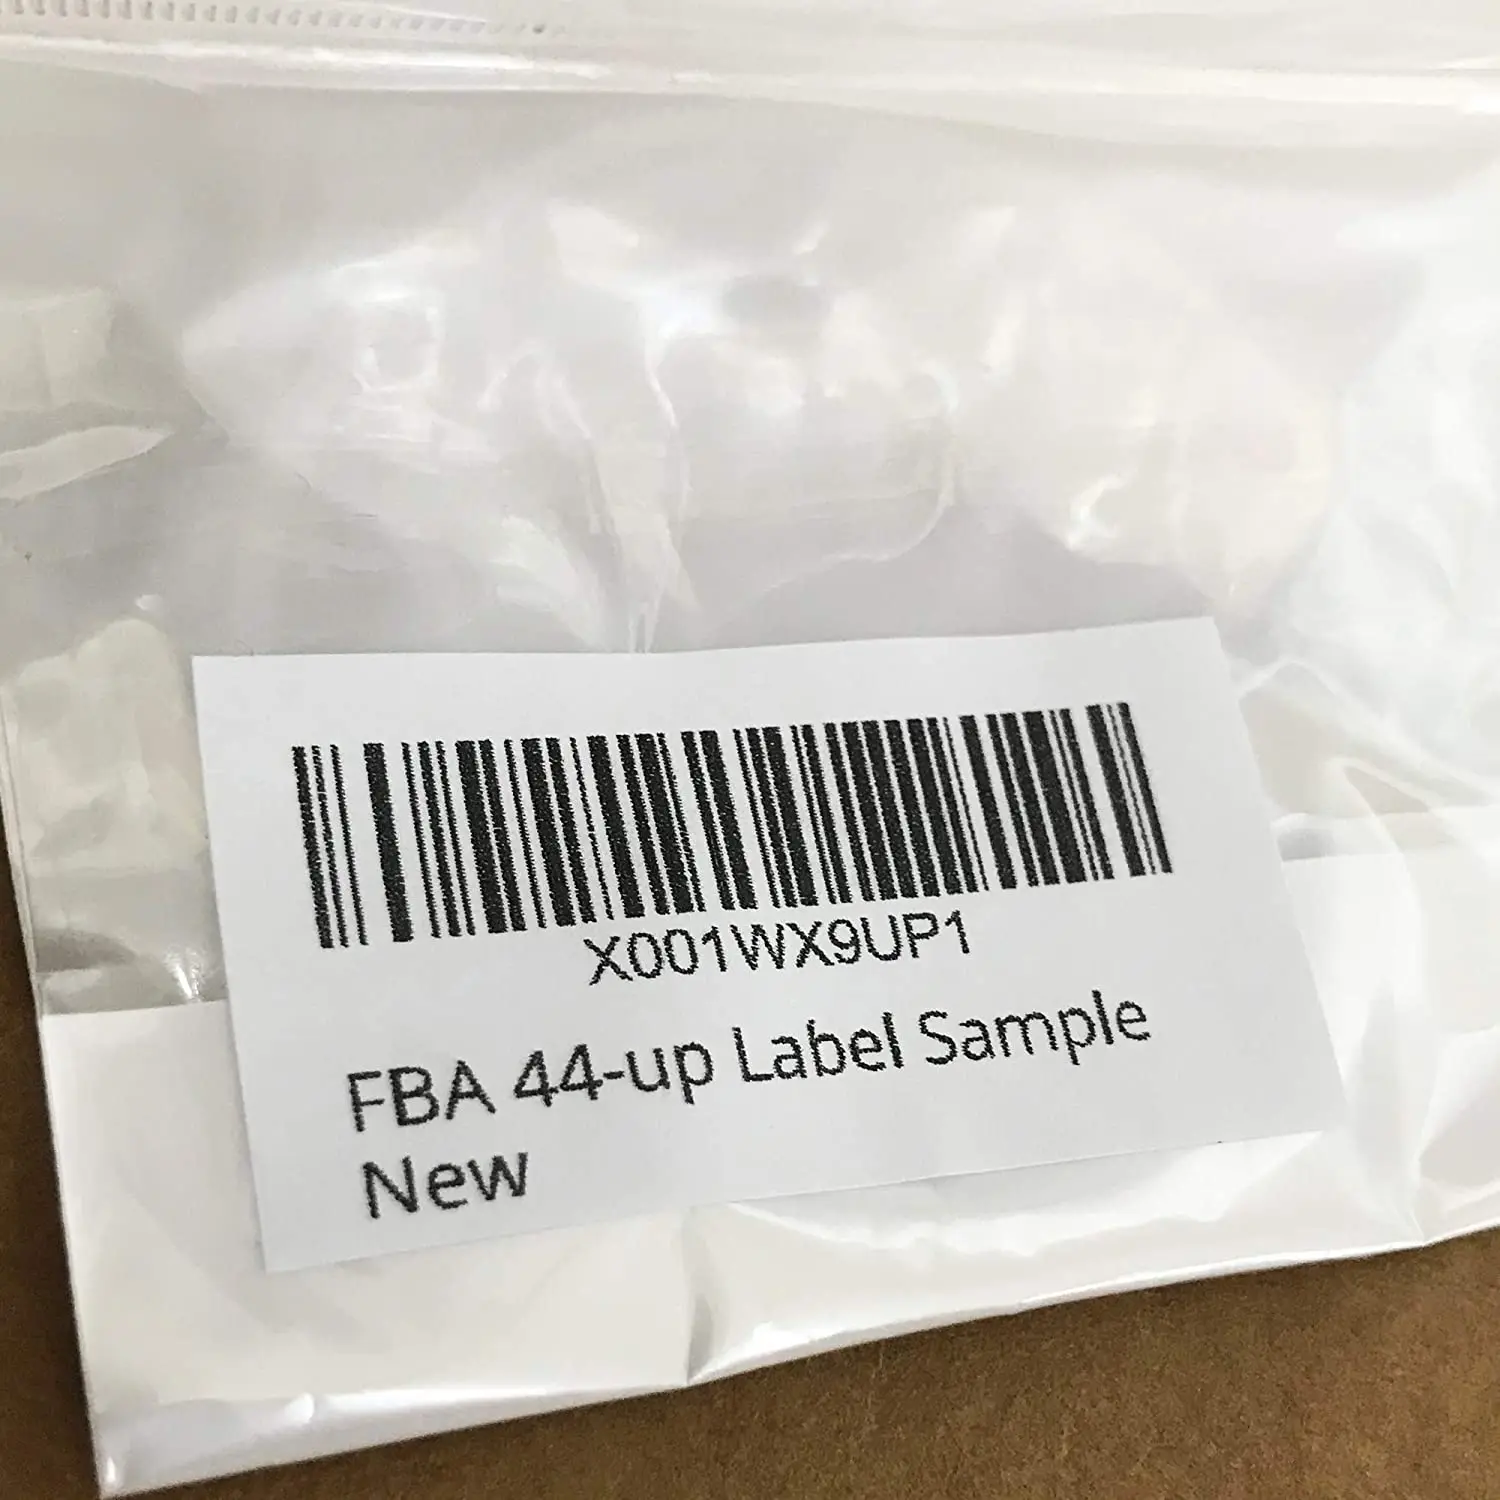 X001WX9UP1
FBA 44-up Label Sample
New